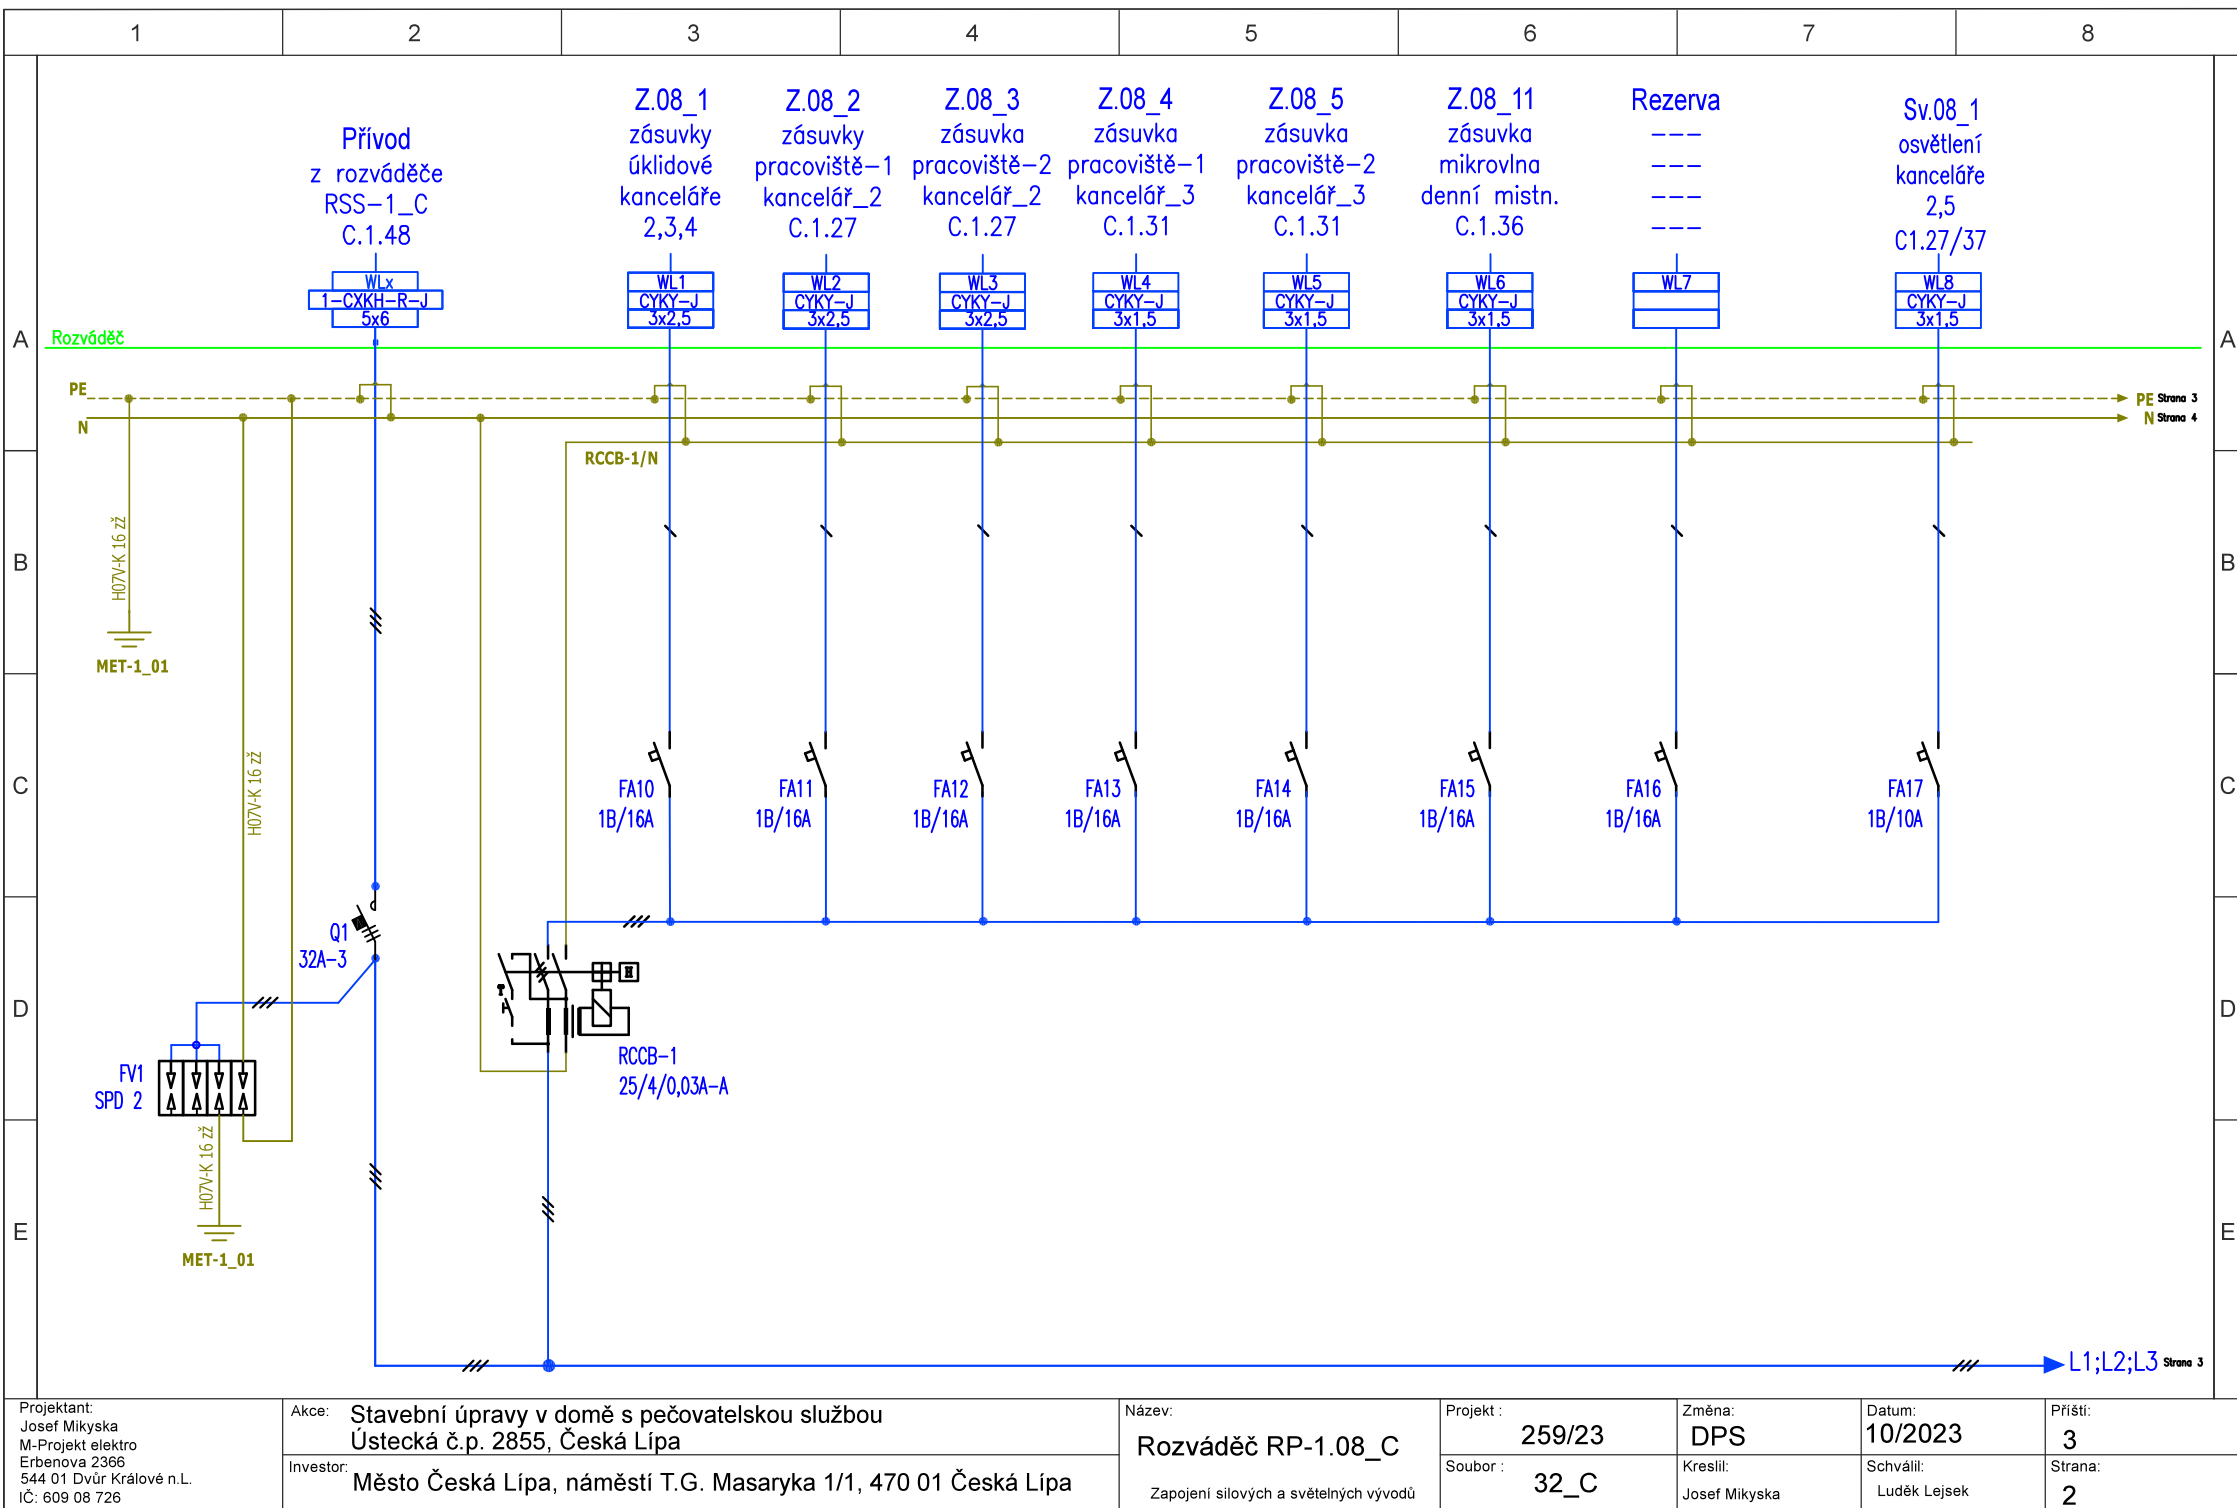 1 2 3 4 5 6 7 8
Přívod
z rozváděče
RSS-1_C
C.1.48
Z.08_1
zásuvky
úklidové
kanceláře
2,3,4
Z.08_2
zásuvky
pracoviště-1
kancelář_2
C.1.27
Z.08_3
zásuvka
pracoviště-2
kancelář_2
C.1.27
Z.08_4
zásuvka
pracoviště-1
kancelář_3
C.1.31
Z.08_5
zásuvka
pracoviště-2
kancelář_3
C.1.31
Z.08_11
zásuvka
mikrovlna
denní mistn.
C.1.36
Rezerva
---
---
---
---
Sv.08_1
osvětlení
kanceláře
2,5
C1.27/37
WLx
1-CXKH-R-J
5x6
WL1
CYKY-J
3x2,5
WL2
CYKY-J
3x2,5
WL3
CYKY-J
3x2,5
WL4
CYKY-J
3x1,5
WL5
CYKY-J
3x1,5
WL6
CYKY-J
3x1,5
WL7
WL8
CYKY-J
3x1,5
A A
Rozváděč
PE
N
PE Strana 3
N Strana 4
RCCB-1/N
B B
H07V-K 16 zž
MET-1_01
C C
H07V-K 16 zž
FA10
1B/16A
FA11
1B/16A
FA12
1B/16A
FA13
1B/16A
FA14
1B/16A
FA15
1B/16A
FA16
1B/16A
FA17
1B/10A
Q1
32A-3
D D
H
T
RCCB-1
25/4/0,03A-A
FV1
SPD 2
H07V-K 16 zž
MET-1_01
E E
L1;L2;L3 Strana 3
Projektant:
Josef Mikyska
M-Projekt elektro
Erbenova 2366
544 01 Dvůr Králové n.L.
IČ: 609 08 726
Akce: Stavební úpravy v domě s pečovatelskou službou
Ústecká č.p. 2855, Česká Lípa
Investor: Město Česká Lípa, náměstí T.G. Masaryka 1/1, 470 01 Česká Lípa
Název:
Rozváděč RP-1.08_C
Zapojení silových a světelných vývodů
Projekt :
259/23
Soubor :
32_C
Změna:
DPS
Kreslil:
Josef Mikyska
Datum:
10/2023
Schválil:
Luděk Lejsek
Příští:
3
Strana:
2